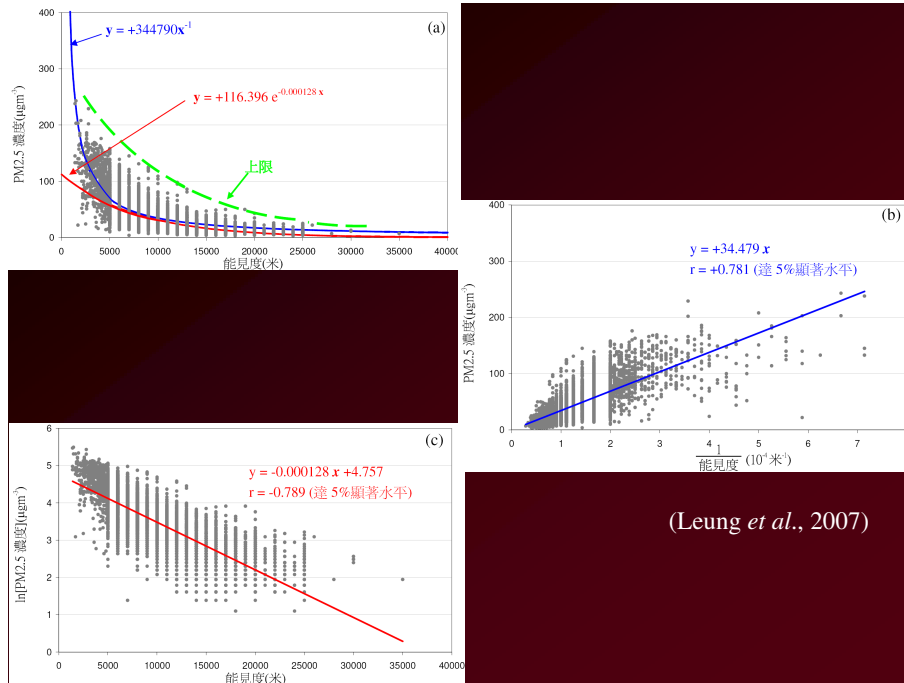 (a)
y = +344790x⁻¹
y = +116.396 e^-0.000128 x
上限
PM2.5 濃度(μgm⁻³)
400
300
200
100
0
0 5000 10000 15000 20000 25000 30000 35000 40000
能見度(米)
(b)
y = +34.479 x
r = +0.781 (達 5%顯著水平)
PM2.5 濃度(μgm⁻³)
400
300
200
100
0
0 1 2 3 4 5 6 7
1
能見度 (10⁻⁴ 米⁻¹)
(c)
y = -0.000128 x +4.757
r = -0.789 (達 5%顯著水平)
ln[PM2.5 濃度](μgm⁻³)
6
5
4
3
2
1
0
0 5000 10000 15000 20000 25000 30000 35000 40000
能見度(米)
(Leung et al., 2007)